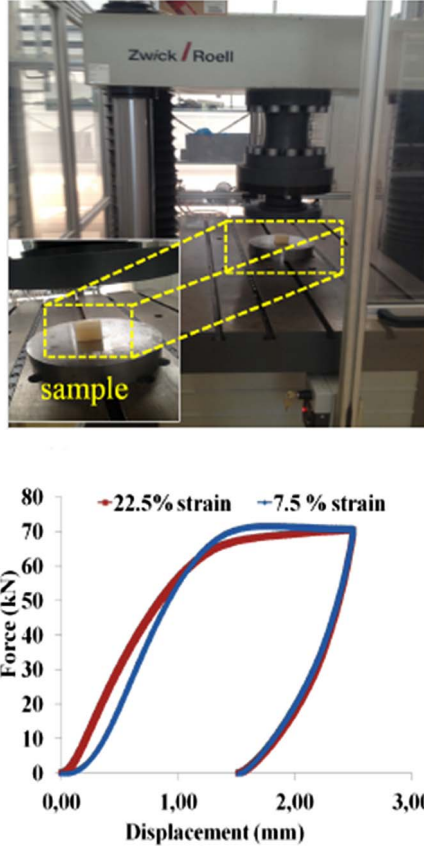 Zwick / Roell
sample
80
22.5% strain
7.5 % strain
70
60
50
40
30
20
10
0
Force (kN)
0,00
1,00
2,00
3,00
Displacement (mm)